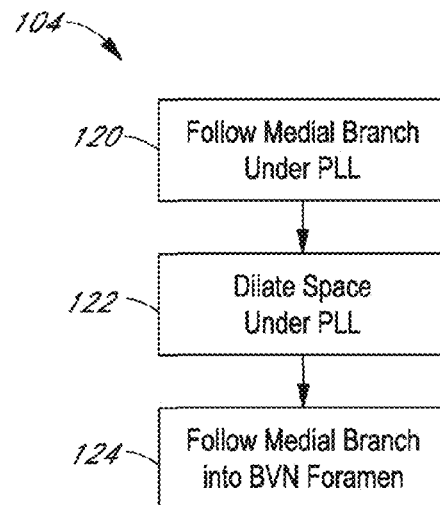 104
120
Follow Medial Branch
Under PLL
122
Dilate Space
Under PLL
124
Follow Medial Branch
into BVN Foramen